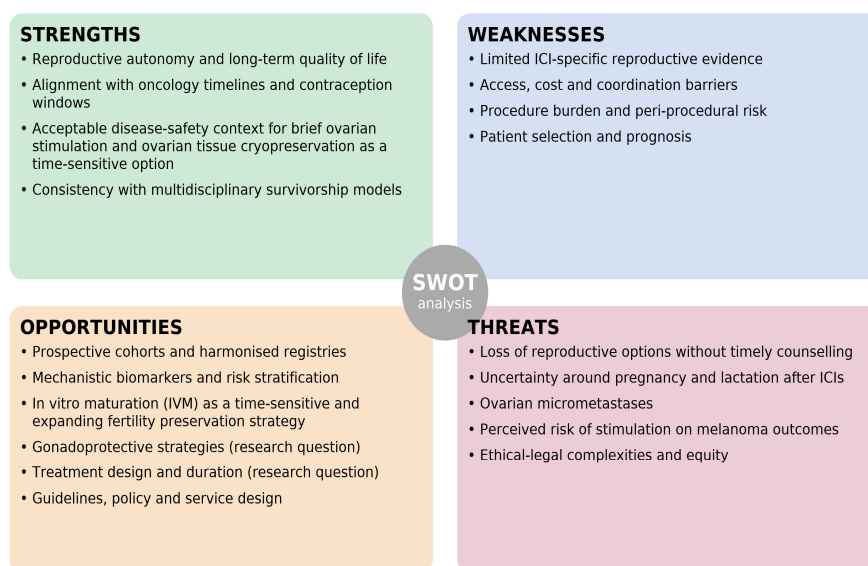 STRENGTHS
• Reproductive autonomy and long-term quality of life
• Alignment with oncology timelines and contraception
windows
• Acceptable disease-safety context for brief ovarian
stimulation and ovarian tissue cryopreservation as a
time-sensitive option
• Consistency with multidisciplinary survivorship models
WEAKNESSES
• Limited ICI-specific reproductive evidence
• Access, cost and coordination barriers
• Procedure burden and peri-procedural risk
• Patient selection and prognosis
SWOT
analysis
OPPORTUNITIES
• Prospective cohorts and harmonised registries
• Mechanistic biomarkers and risk stratification
• In vitro maturation (IVM) as a time-sensitive and
expanding fertility preservation strategy
• Gonadoprotective strategies (research question)
• Treatment design and duration (research question)
• Guidelines, policy and service design
THREATS
• Loss of reproductive options without timely counselling
• Uncertainty around pregnancy and lactation after ICIs
• Ovarian micrometastases
• Perceived risk of stimulation on melanoma outcomes
• Ethical-legal complexities and equity